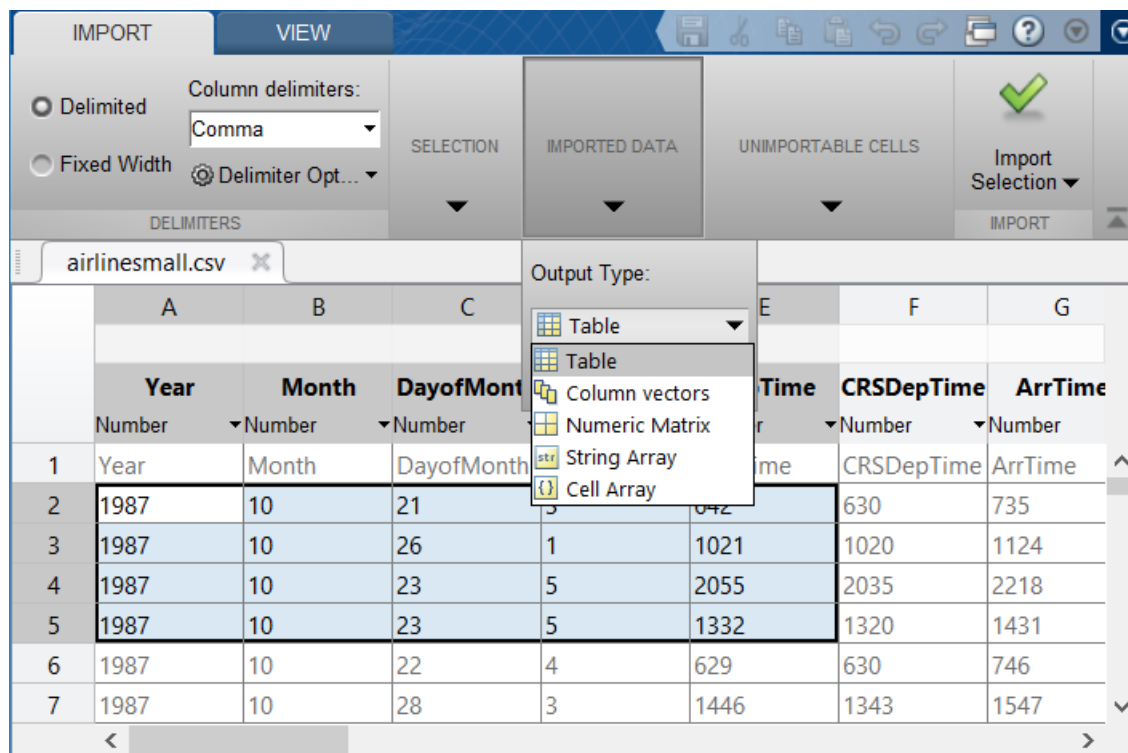 IMPORT VIEW
Delimited
Column delimiters:
Comma
Fixed Width
Delimiter Opt...
DELIMITERS
SELECTION
IMPORTED DATA
UNIMPORTABLE CELLS
Import
Selection
IMPORT
airlinesmall.csv
Output Type:
Table
Table
Column vectors
Numeric Matrix
String Array
Cell Array
str
{}
A B C E F G
Year Month DayofMont Time CRSDepTime ArrTime
Number Number Number Number Number
1 Year Month DayofMonth ime CRSDepTime ArrTime
2 1987 10 21 3 642 630 735
3 1987 10 26 1 1021 1020 1124
4 1987 10 23 5 2055 2035 2218
5 1987 10 23 5 1332 1320 1431
6 1987 10 22 4 629 630 746
7 1987 10 28 3 1446 1343 1547